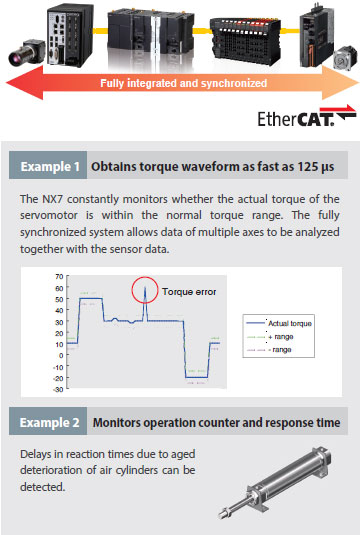 Fully integrated and synchronized
EtherCAT.
Example 1
Obtains torque waveform as fast as 125 μs
The NX7 constantly monitors whether the actual torque of the
servomotor is within the normal torque range. The fully
synchronized system allows data of multiple axes to be analyzed
together with the sensor data.
70
60
50
40
30
20
10
0
-10
-20
-30
Torque error
Actual torque
+ range
- range
Example 2
Monitors operation counter and response time
Delays in reaction times due to aged
deterioration of air cylinders can be
detected.